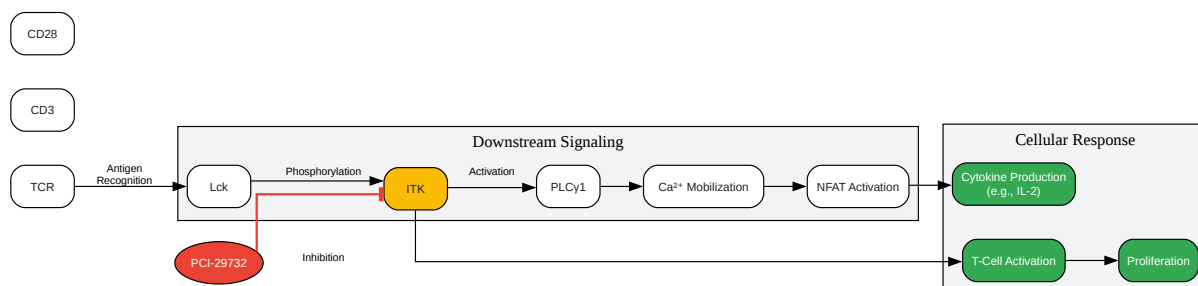 CD28
CD3
Downstream Signaling
Cellular Response
TCR
Antigen
Recognition
Lck
Phosphorylation
ITK
Activation
PLCγ1
Ca²⁺ Mobilization
NFAT Activation
Cytokine Production
(e.g., IL-2)
PCI-29732
Inhibition
T-Cell Activation
Proliferation